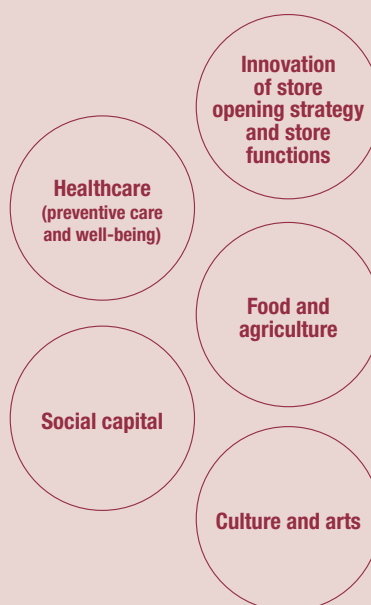 Innovation
of store
opening strategy
and store
functions
Healthcare
(preventive care
and well-being)
Food and
agriculture
Social capital
Culture and arts